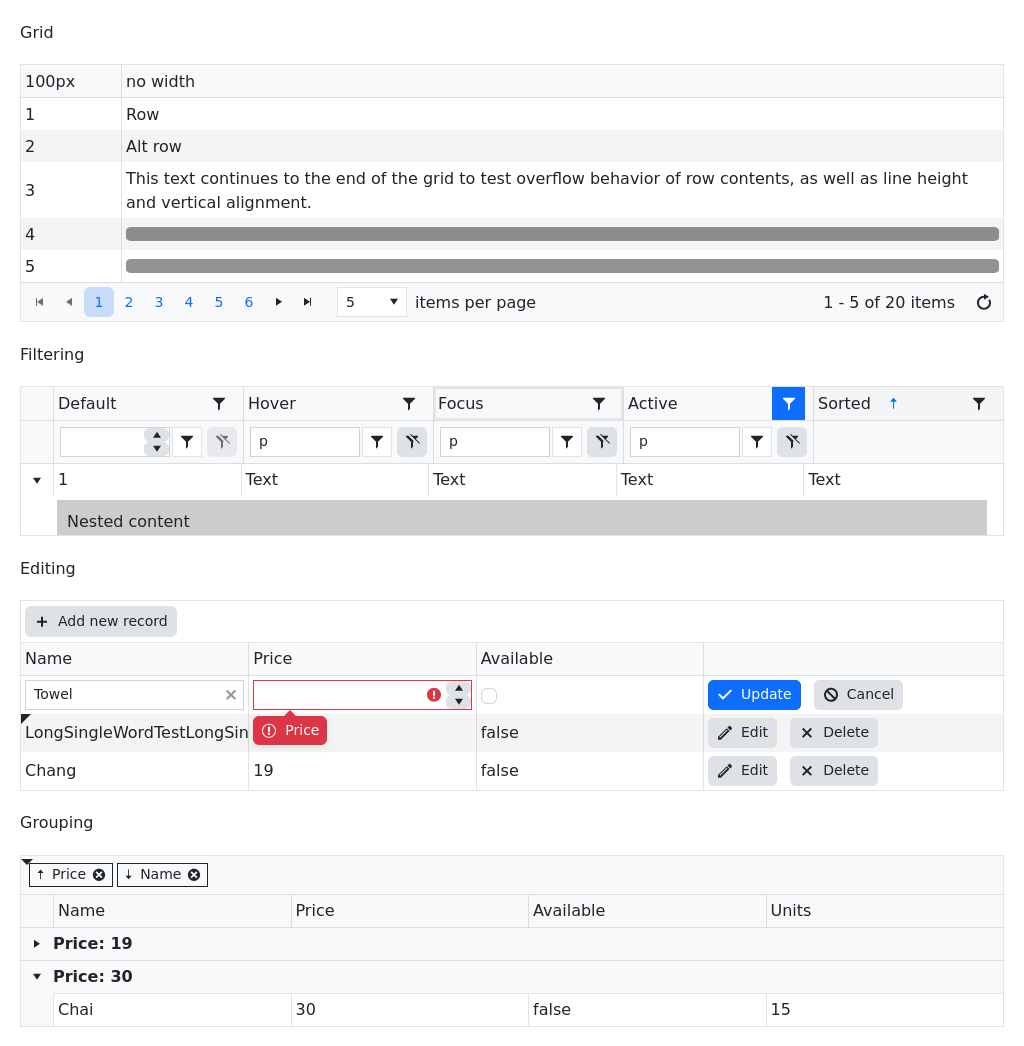 Grid
100px no width
1 Row
2 Alt row
3 This text continues to the end of the grid to test overflow behavior of row contents, as well as line height
and vertical alignment.
4
5
1 2 3 4 5 6 5 items per page 1 - 5 of 20 items
Filtering
Default Hover Focus Active Sorted
p p p
1 Text Text Text Text
Nested content
Editing
Add new record
Name Price Available
Towel Update Cancel
LongSingleWordTestLongSin Price false Edit Delete
Chang 19 false Edit Delete
Grouping
Price Name
Name Price Available Units
Price: 19
Price: 30
Chai 30 false 15